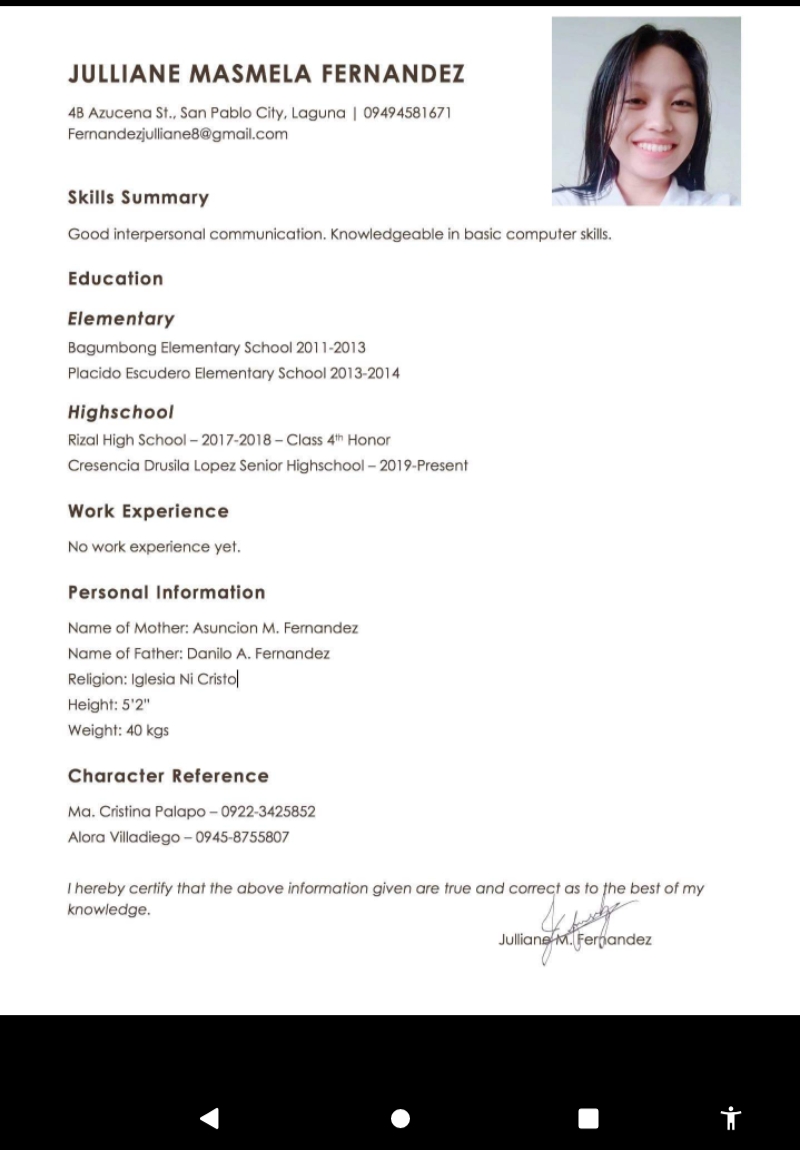 JULLIANE MASMELA FERNANDEZ
4B Azucena St., San Pablo City, Laguna | 09494581671
Fernandezjulliane8@gmail.com
Skills Summary
Good interpersonal communication. Knowledgeable in basic computer skills.
Education
Elementary
Bagumbong Elementary School 2011-2013
Placido Escudero Elementary School 2013-2014
Highschool
Rizal High School – 2017-2018 – Class 4th Honor
Cresencia Drusila Lopez Senior Highschool – 2019-Present
Work Experience
No work experience yet.
Personal Information
Name of Mother: Asuncion M. Fernandez
Name of Father: Danilo A. Fernandez
Religion: Iglesia Ni Cristo
Height: 5'2"
Weight: 40 kgs
Character Reference
Ma. Cristina Palapo – 0922-3425852
Alora Villadiego – 0945-8755807
I hereby certify that the above information given are true and correct as to the best of my
knowledge.
Julliane M. Fernandez